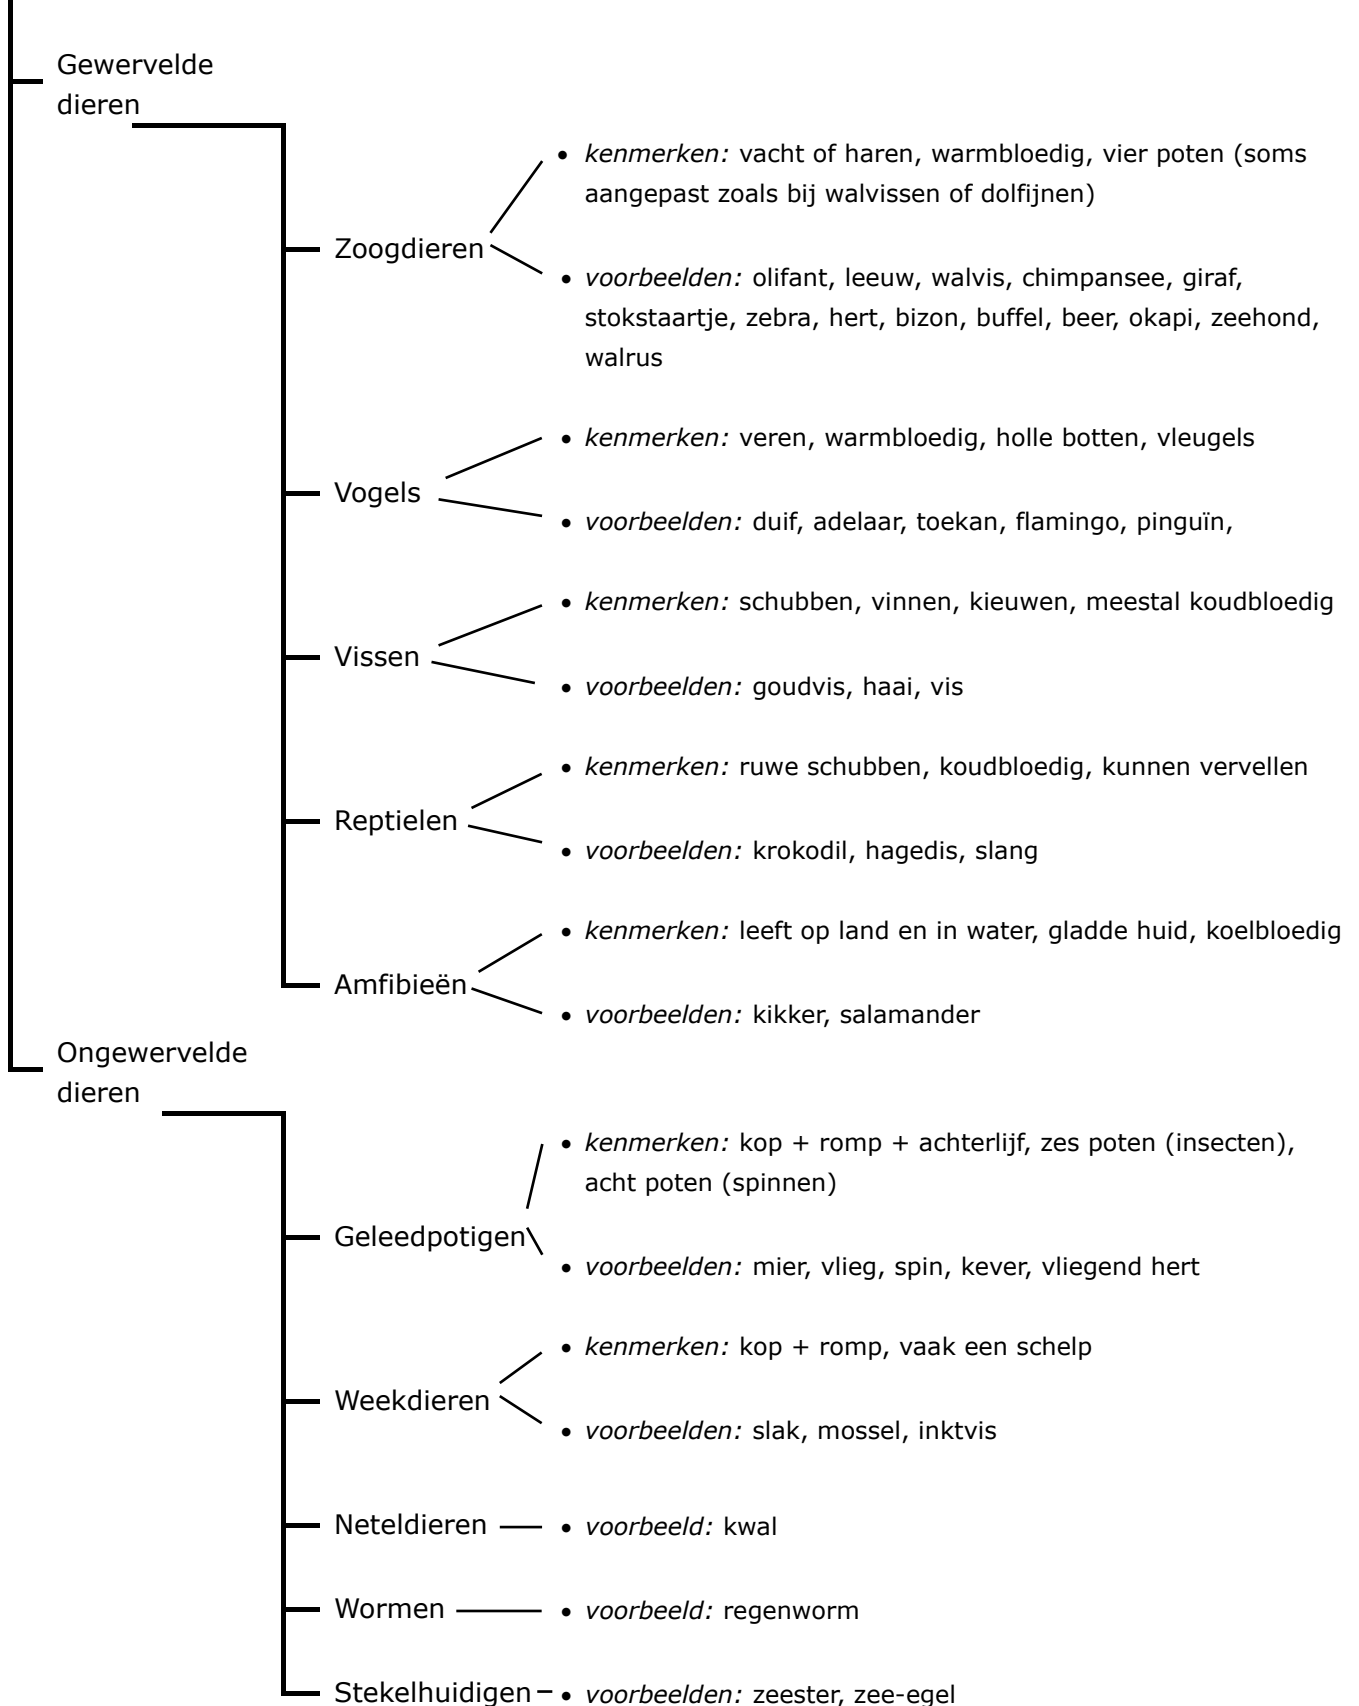 Gewervelde
dieren
• kenmerken: vacht of haren, warmbloedig, vier poten (soms
aangepast zoals bij walvissen of dolfijnen)
Zoogdieren
• voorbeelden: olifant, leeuw, walvis, chimpansee, giraf,
stokstaartje, zebra, hert, bizon, buffel, beer, okapi, zeehond,
walrus
• kenmerken: veren, warmbloedig, holle botten, vleugels
Vogels
• voorbeelden: duif, adelaar, toekan, flamingo, pinguïn,
• kenmerken: schubben, vinnen, kieuwen, meestal koudbloedig
Vissen
• voorbeelden: goudvis, haai, vis
• kenmerken: ruwe schubben, koudbloedig, kunnen vervellen
Reptielen
• voorbeelden: krokodil, hagedis, slang
• kenmerken: leeft op land en in water, gladde huid, koelbloedig
Amfibieën
• voorbeelden: kikker, salamander
Ongewervelde
dieren
• kenmerken: kop + romp + achterlijf, zes poten (insecten),
acht poten (spinnen)
Geleedpotigen
• voorbeelden: mier, vlieg, spin, kever, vliegend hert
• kenmerken: kop + romp, vaak een schelp
Weekdieren
• voorbeelden: slak, mossel, inktvis
Neteldieren
• voorbeeld: kwal
Wormen
• voorbeeld: regenworm
Stekelhuidigen
• voorbeelden: zeester, zee-egel